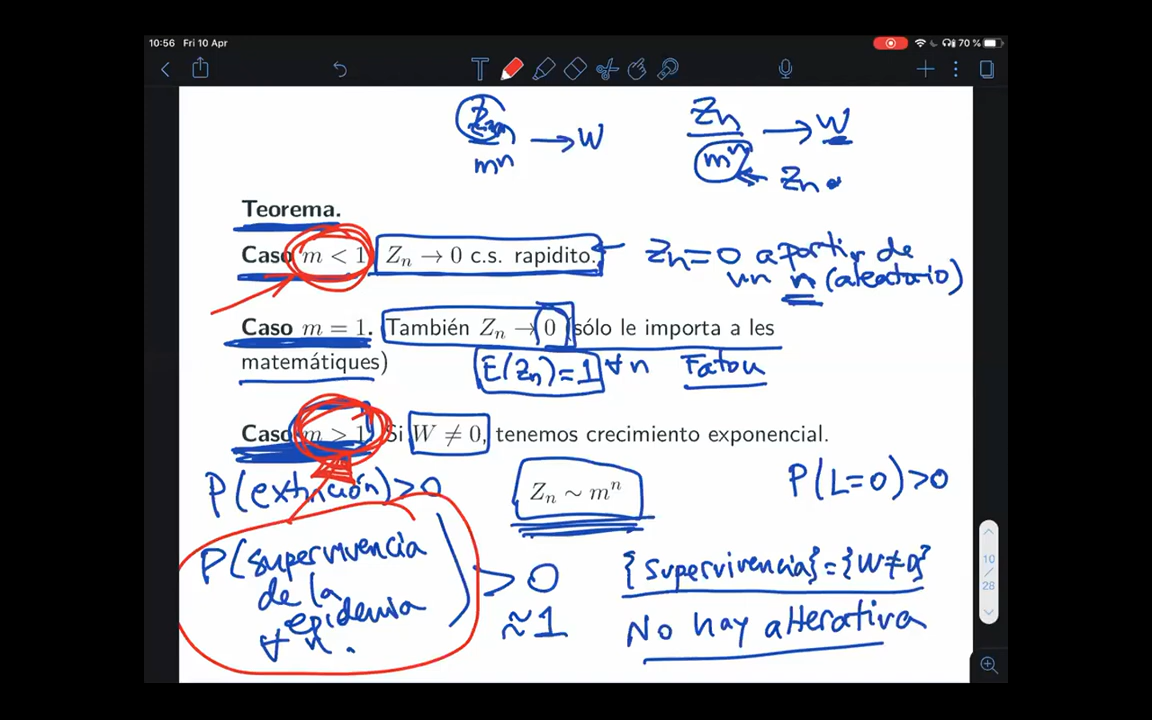 10:56 Fri 10 Apr 70 %
Zn/mⁿ → W
Zn/mⁿ → W
← Zn
Teorema.
Caso m < 1 Zn → 0 c.s. rapidito.
Zn = 0 a partir de
un n (aleatorio)
Caso m = 1. También Zn → 0 (sólo le importa a les
matemátiques)
E(Zn)=1 ∀n Fatou
Caso m > 1 Si W ≠ 0, tenemos crecimiento exponencial.
P(extinción)>0
Zn ∼ mⁿ
P(L=0)>0
P(supervivencia
de la
epidemia
∀ n.
) > 0
≈ 1
{Supervivencia}={W≠0}
No hay alterativa
10
/
28